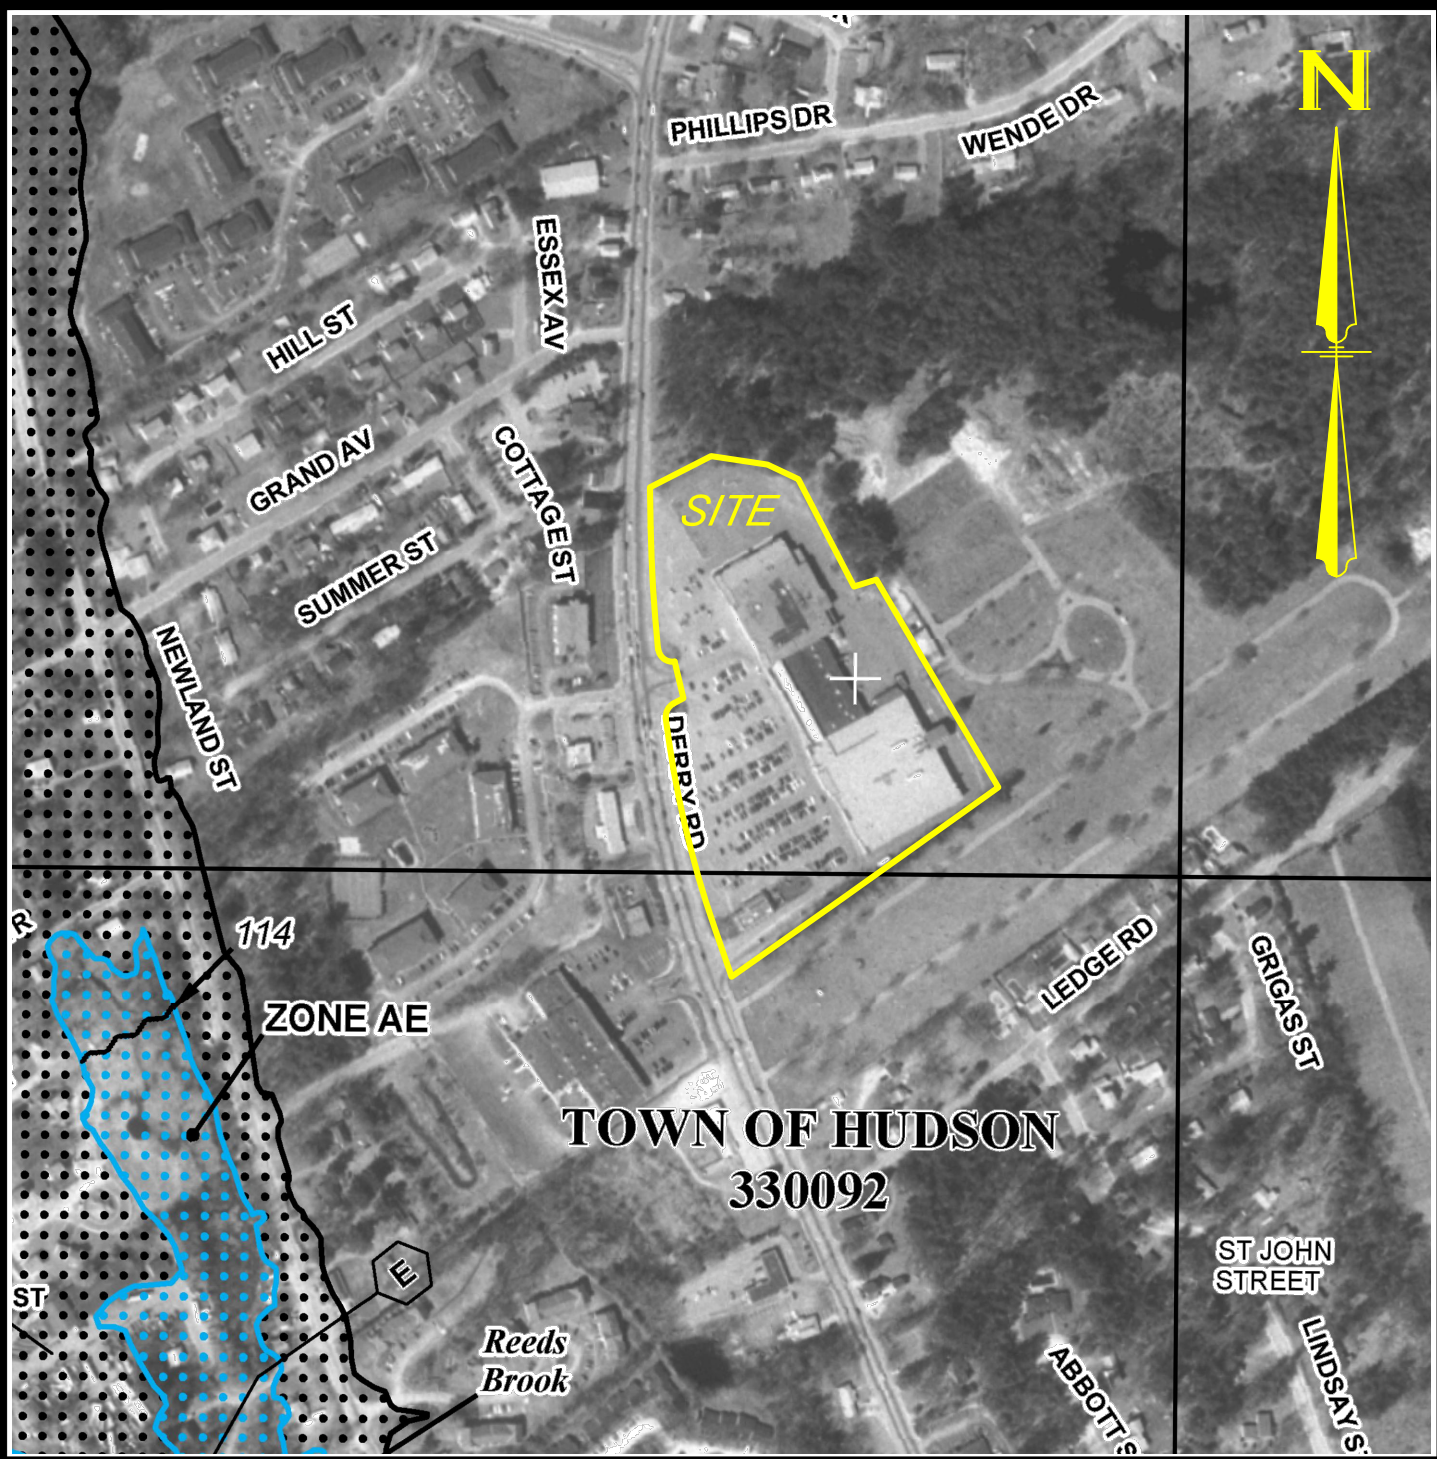 N
PHILLIPS DR
WENDE DR
ESSEX AV
HILL ST
GRAND AV
COTTAGE ST
SITE
SUMMER ST
NEWLAND ST
DERRY RD
R
114
ZONE AE
LEDGE RD
GRIGAS ST
TOWN OF HUDSON
330092
ST JOHN
STREET
E
ST
Reeds
Brook
ABBOTT S
LINDSAY S